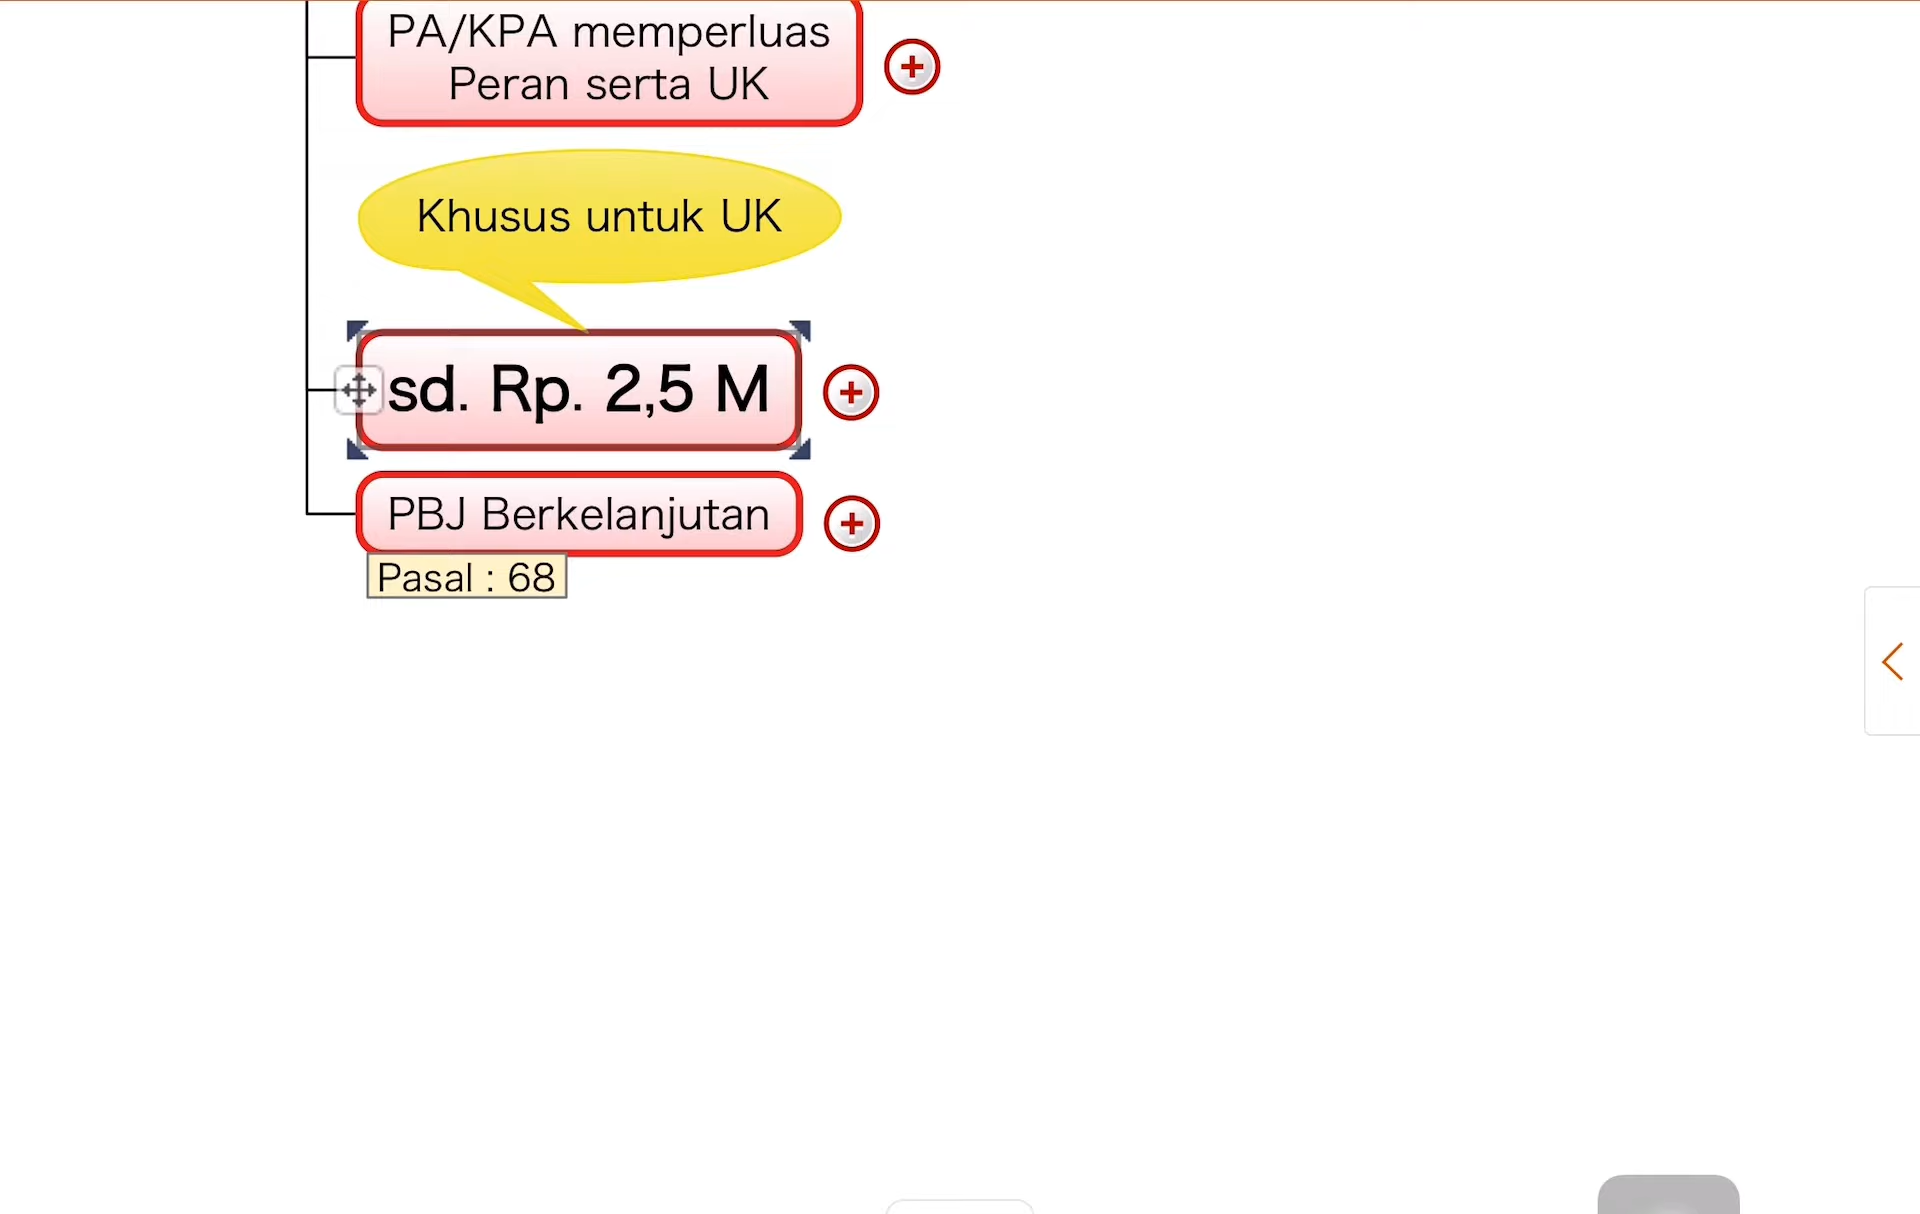 PA/KPA memperluas
Peran serta UK
Khusus untuk UK
sd. Rp. 2,5 M
PBJ Berkelanjutan
Pasal : 68